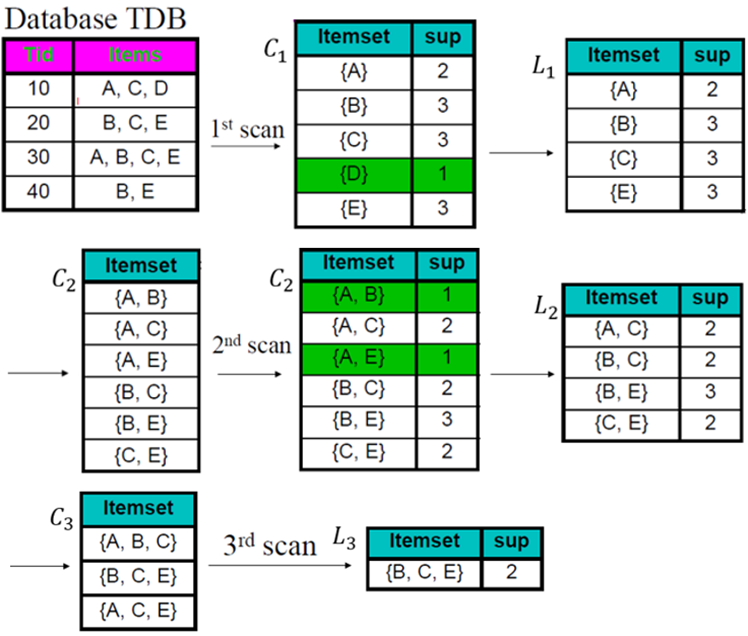 Database TDB
Tid Items
10 A, C, D
20 B, C, E
30 A, B, C, E
40 B, E
1st scan
C1
Itemset sup
{A} 2
{B} 3
{C} 3
{D} 1
{E} 3
L1
Itemset sup
{A} 2
{B} 3
{C} 3
{E} 3
C2
Itemset
{A, B}
{A, C}
{A, E}
{B, C}
{B, E}
{C, E}
2nd scan
C2
Itemset sup
{A, B} 1
{A, C} 2
{A, E} 1
{B, C} 2
{B, E} 3
{C, E} 2
L2
Itemset sup
{A, C} 2
{B, C} 2
{B, E} 3
{C, E} 2
C3
Itemset
{A, B, C}
{B, C, E}
{A, C, E}
3rd scan
L3
Itemset sup
{B, C, E} 2